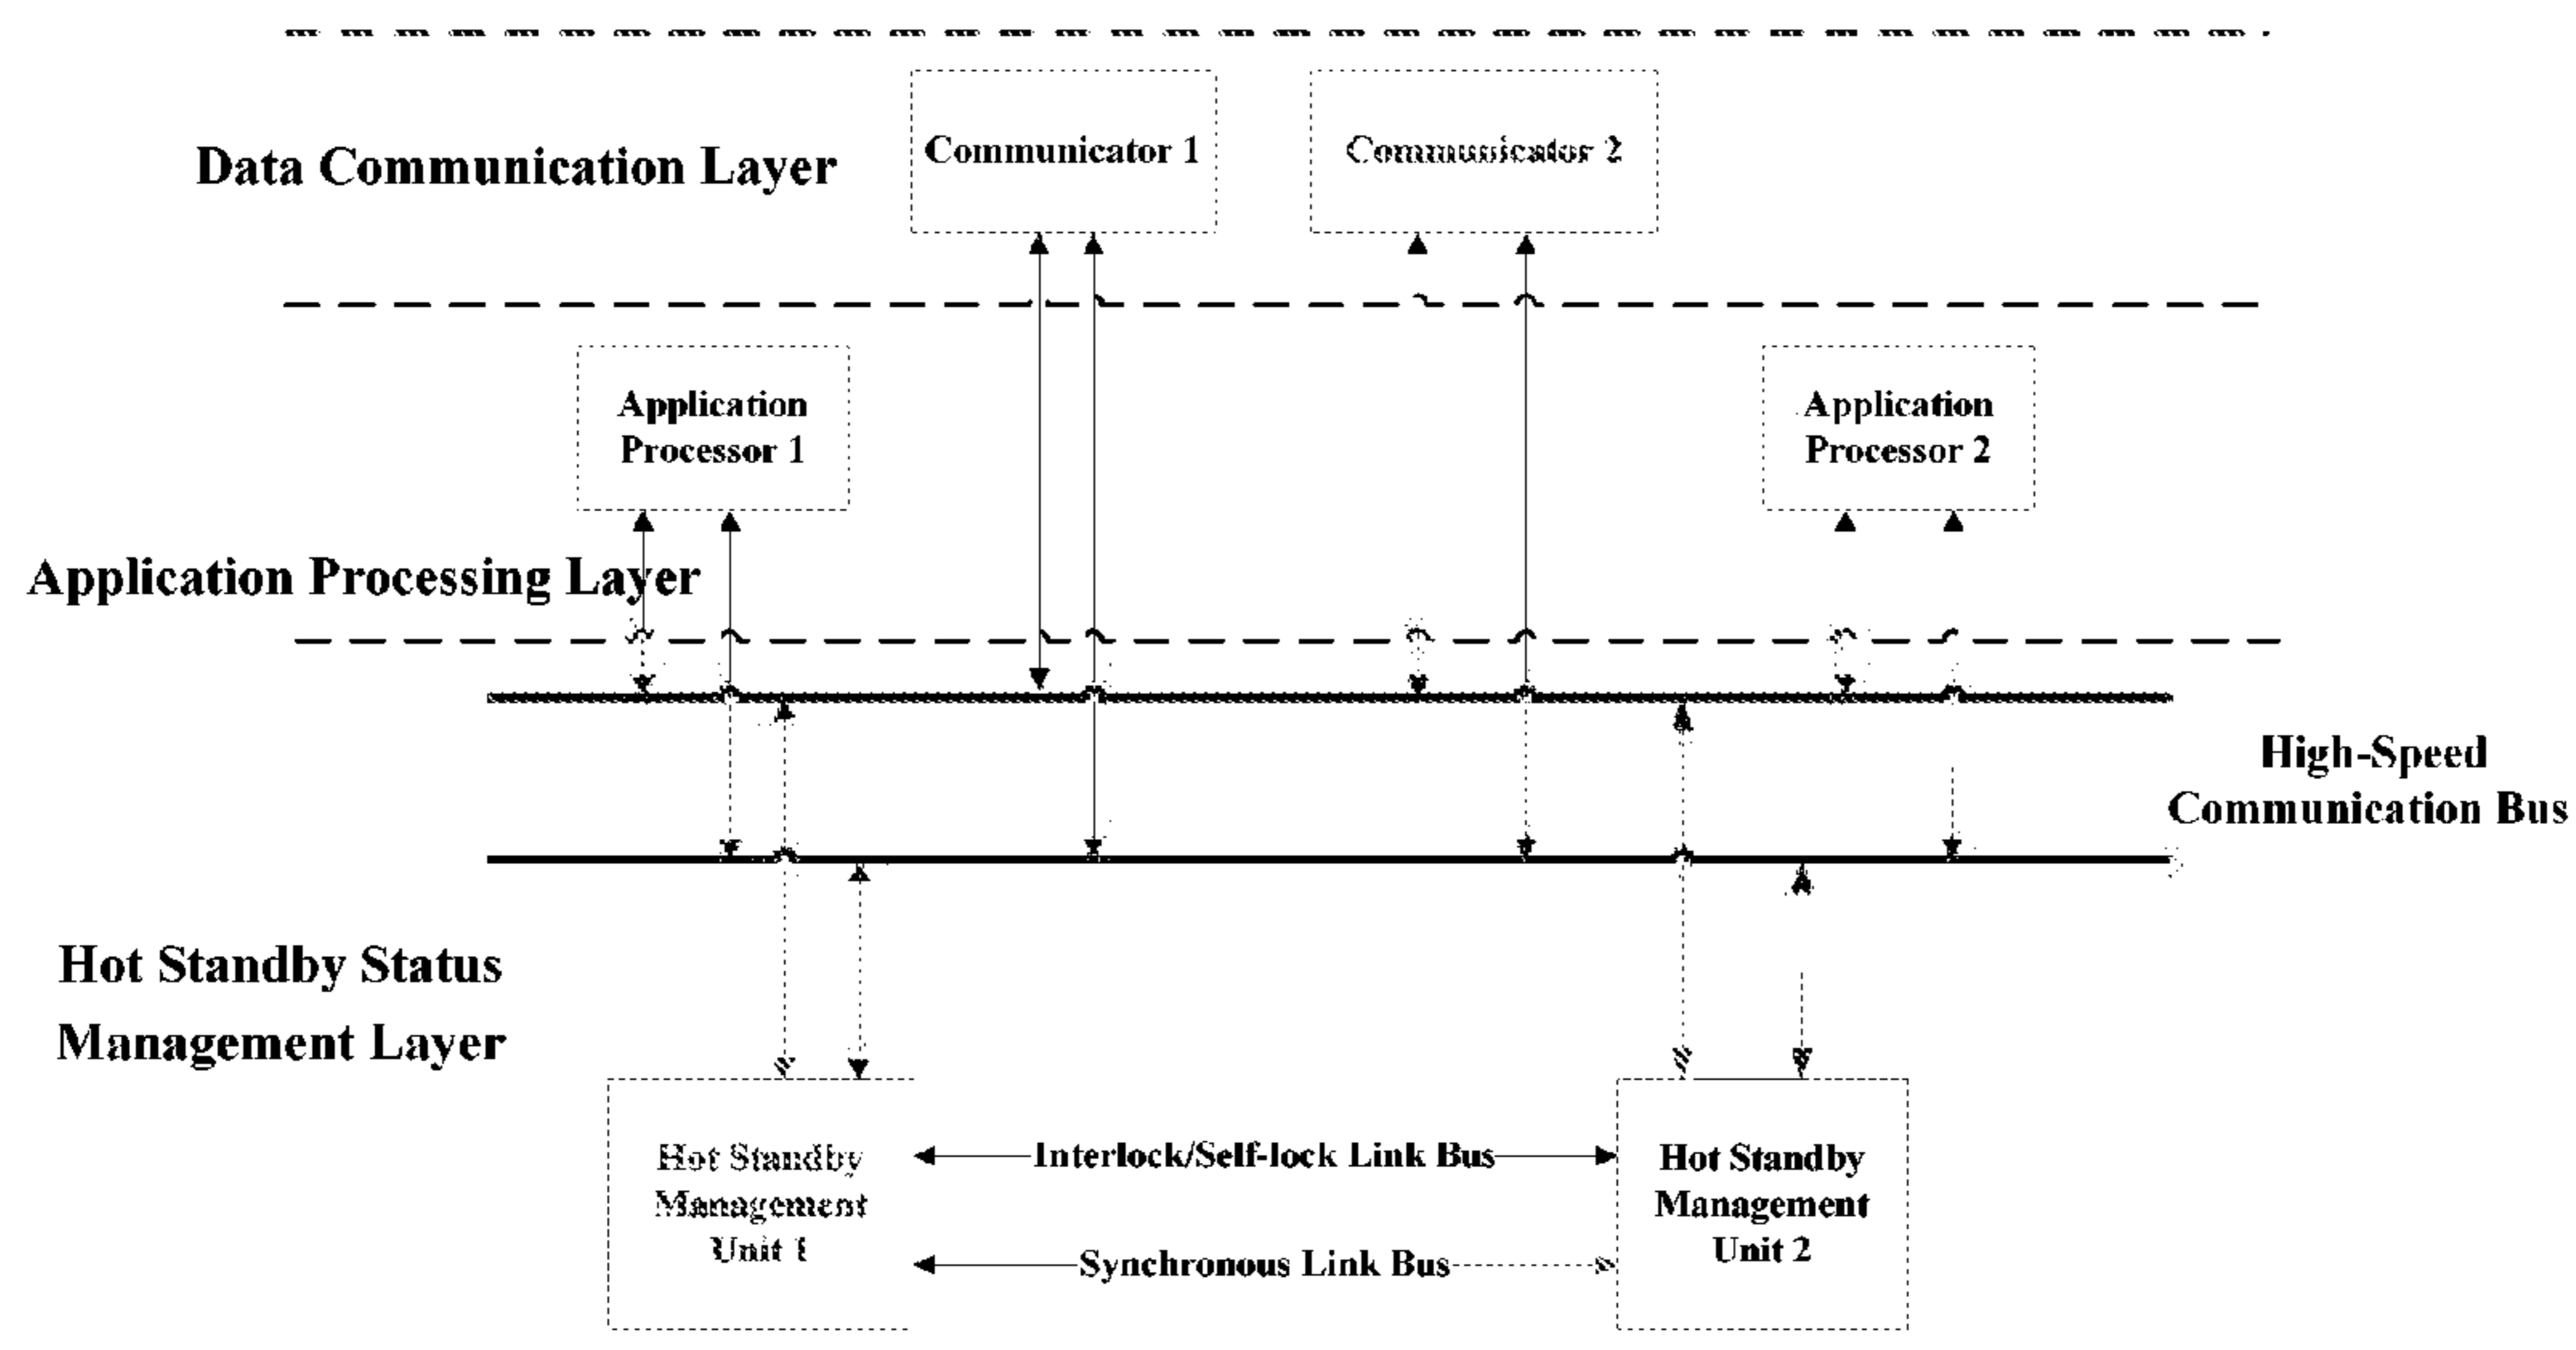 Data Communication Layer
Communicator 1
Communicator 2
Application
Processor 1
Application
Processor 2
Application Processing Layer
High-Speed
Communication Bus
Hot Standby Status
Management Layer
Hot Standby
Management
Unit 1
Interlock/Self-lock Link Bus
Synchronous Link Bus
Hot Standby
Management
Unit 2